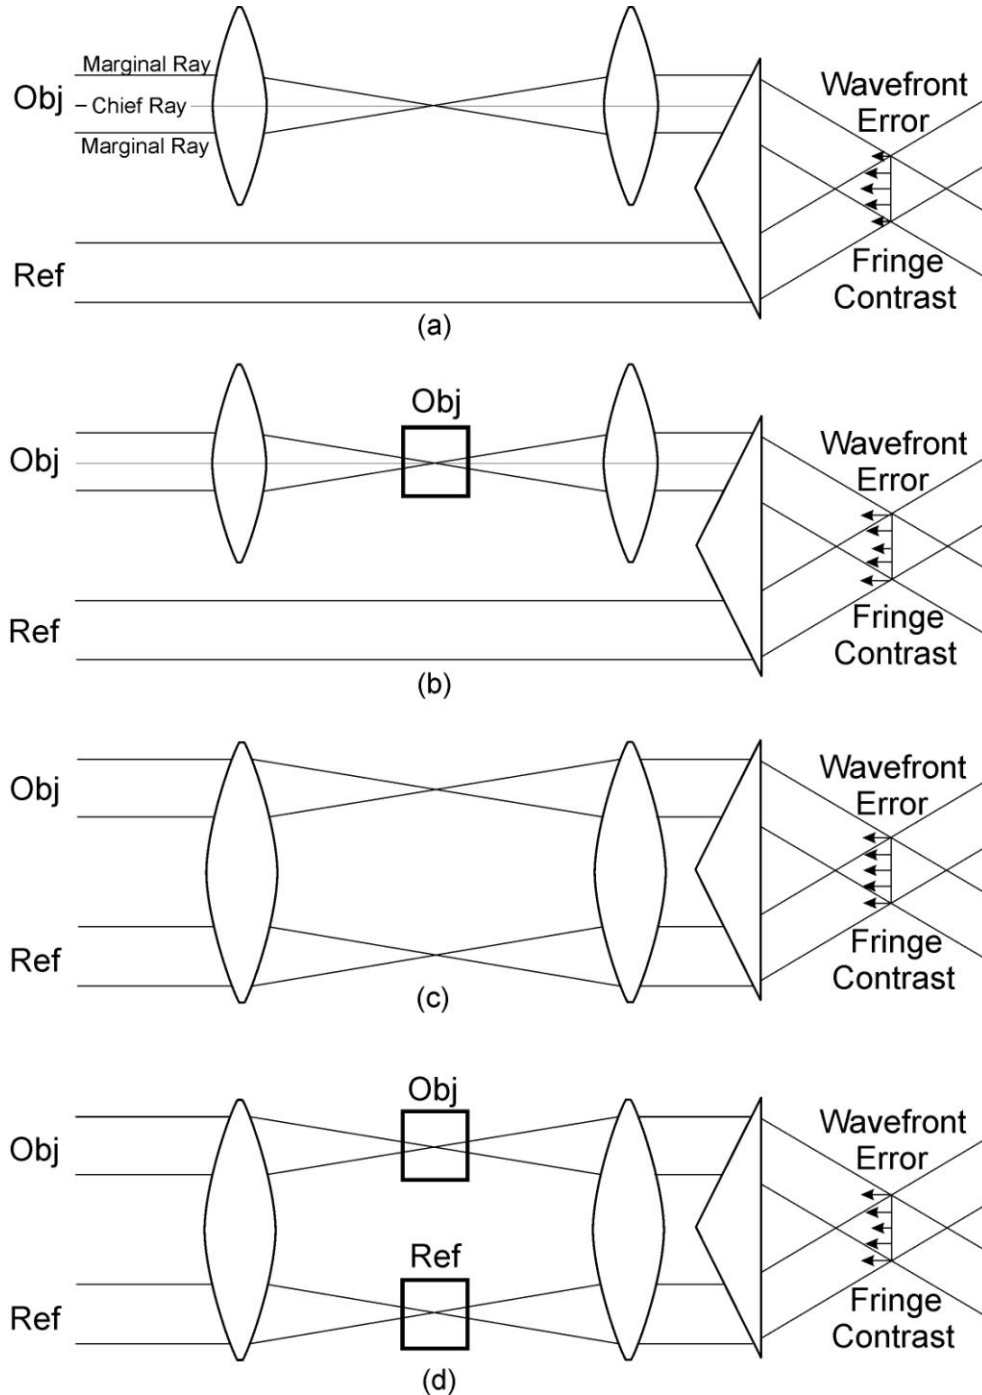 Marginal Ray
Obj
Chief Ray
Marginal Ray
Wavefront
Error
Ref
Fringe
Contrast
(a)
Obj
Obj
Wavefront
Error
Ref
Fringe
Contrast
(b)
Obj
Wavefront
Error
Ref
Fringe
Contrast
(c)
Obj
Obj
Wavefront
Error
Ref
Ref
Fringe
Contrast
(d)